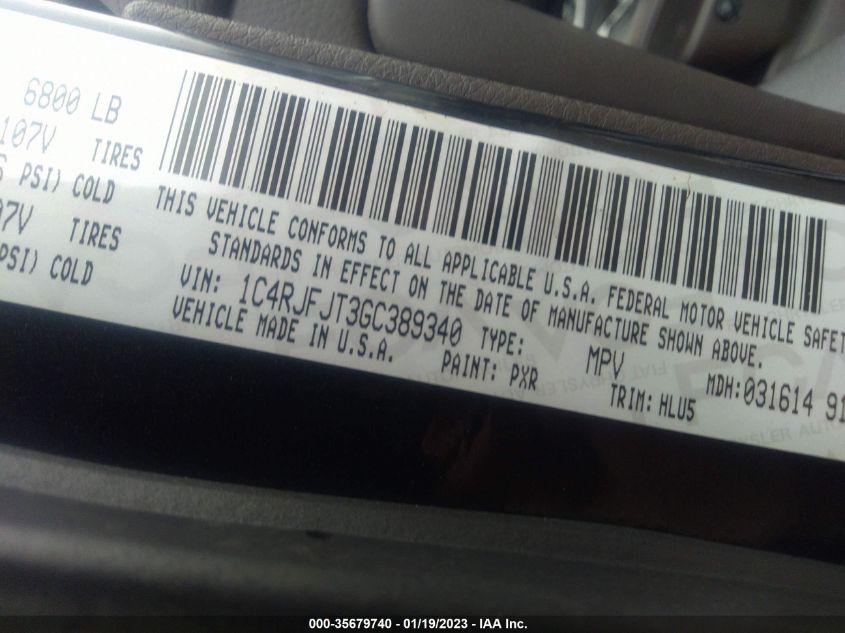 6800 LB
107V TIRES
PSI) COLD
7V TIRES
PSI) COLD
THIS VEHICLE CONFORMS TO ALL APPLICABLE U.S.A. FEDERAL MOTOR VEHICLE SAFET
STANDARDS IN EFFECT ON THE DATE OF MANUFACTURE SHOWN ABOVE.
VIN: 1C4RJFJT3GC389340 TYPE: MPV MDH:031614 91
VEHICLE MADE IN U.S.A. PAINT: PXR TRIM: HLU5
000-35679740 - 01/19/2023 - IAA Inc.